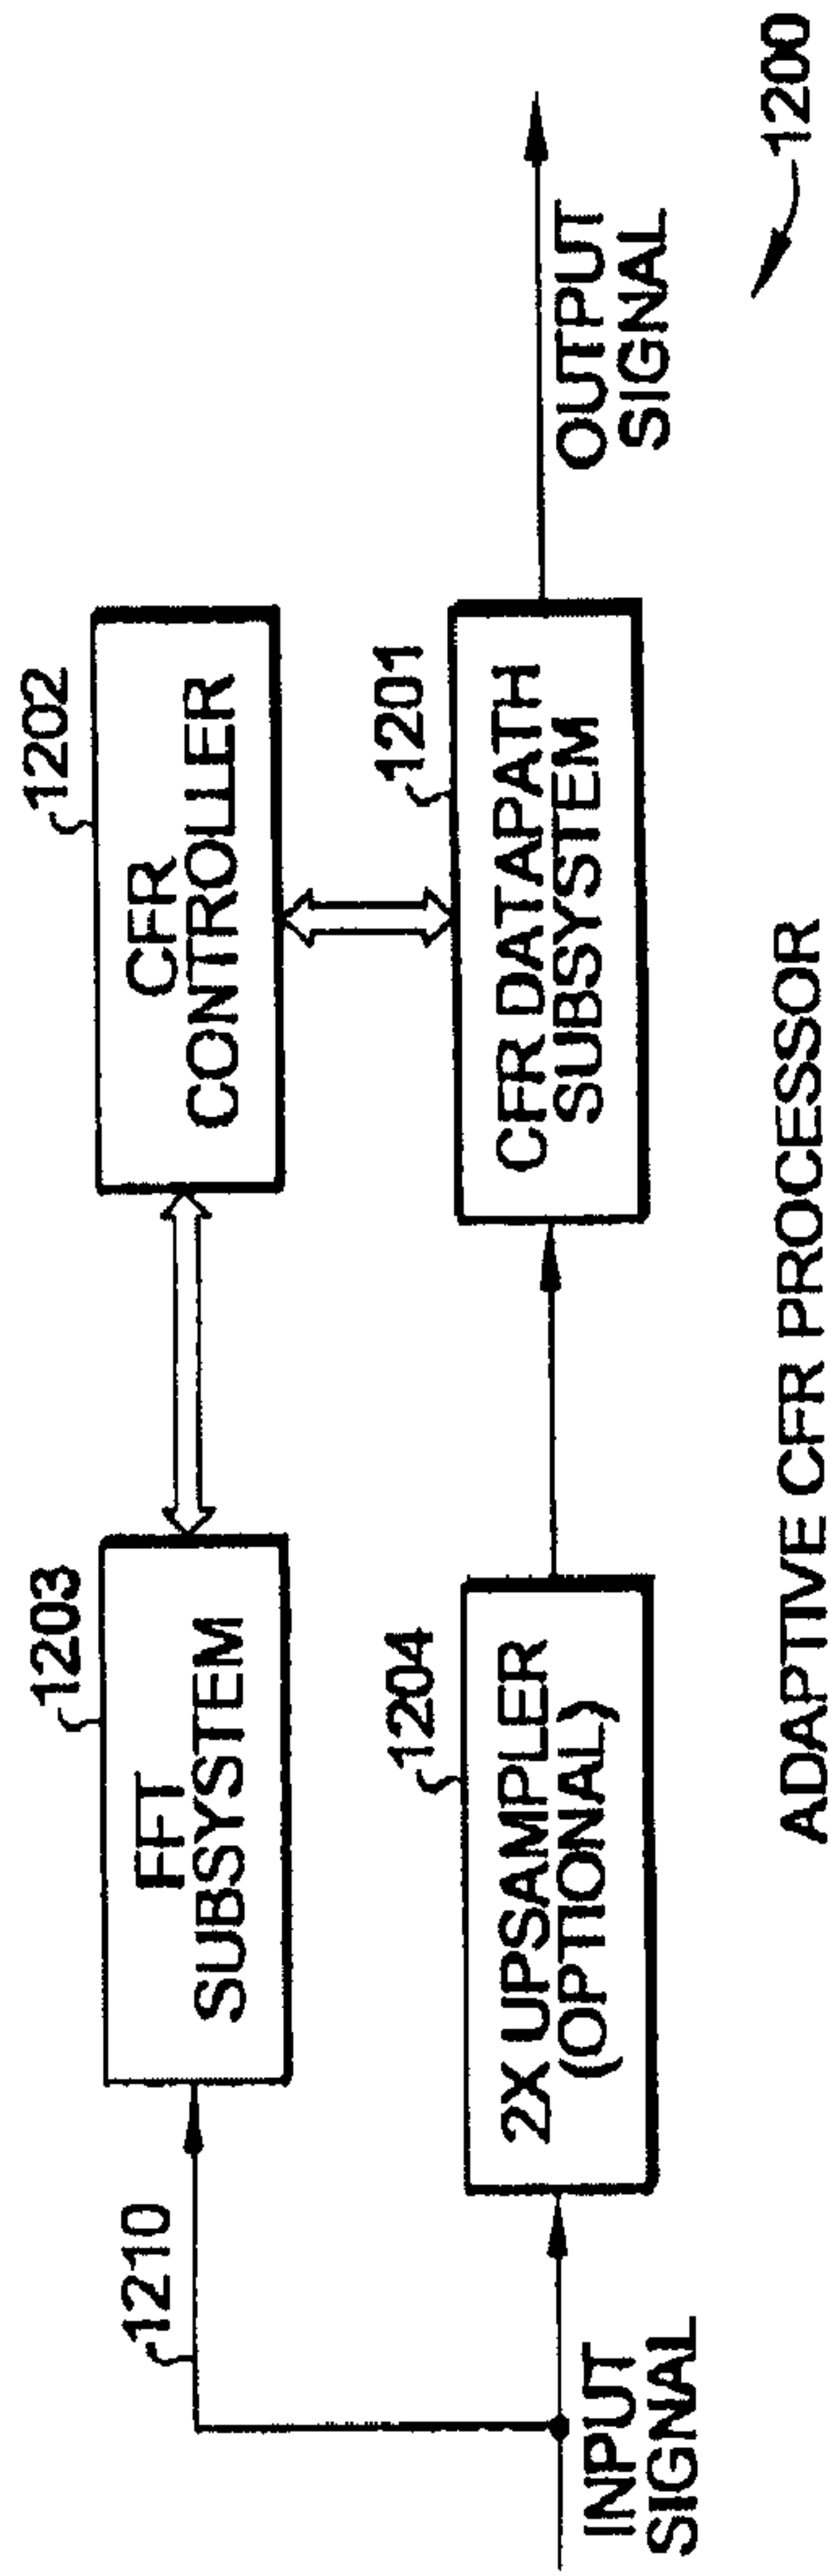 1210
1203
FFT
SUBSYSTEM
1202
CFR
CONTROLLER
INPUT
SIGNAL
1204
2X UPSAMPLER
(OPTIONAL)
1201
CFR DATAPATH
SUBSYSTEM
OUTPUT
SIGNAL
ADAPTIVE CFR PROCESSOR
1200